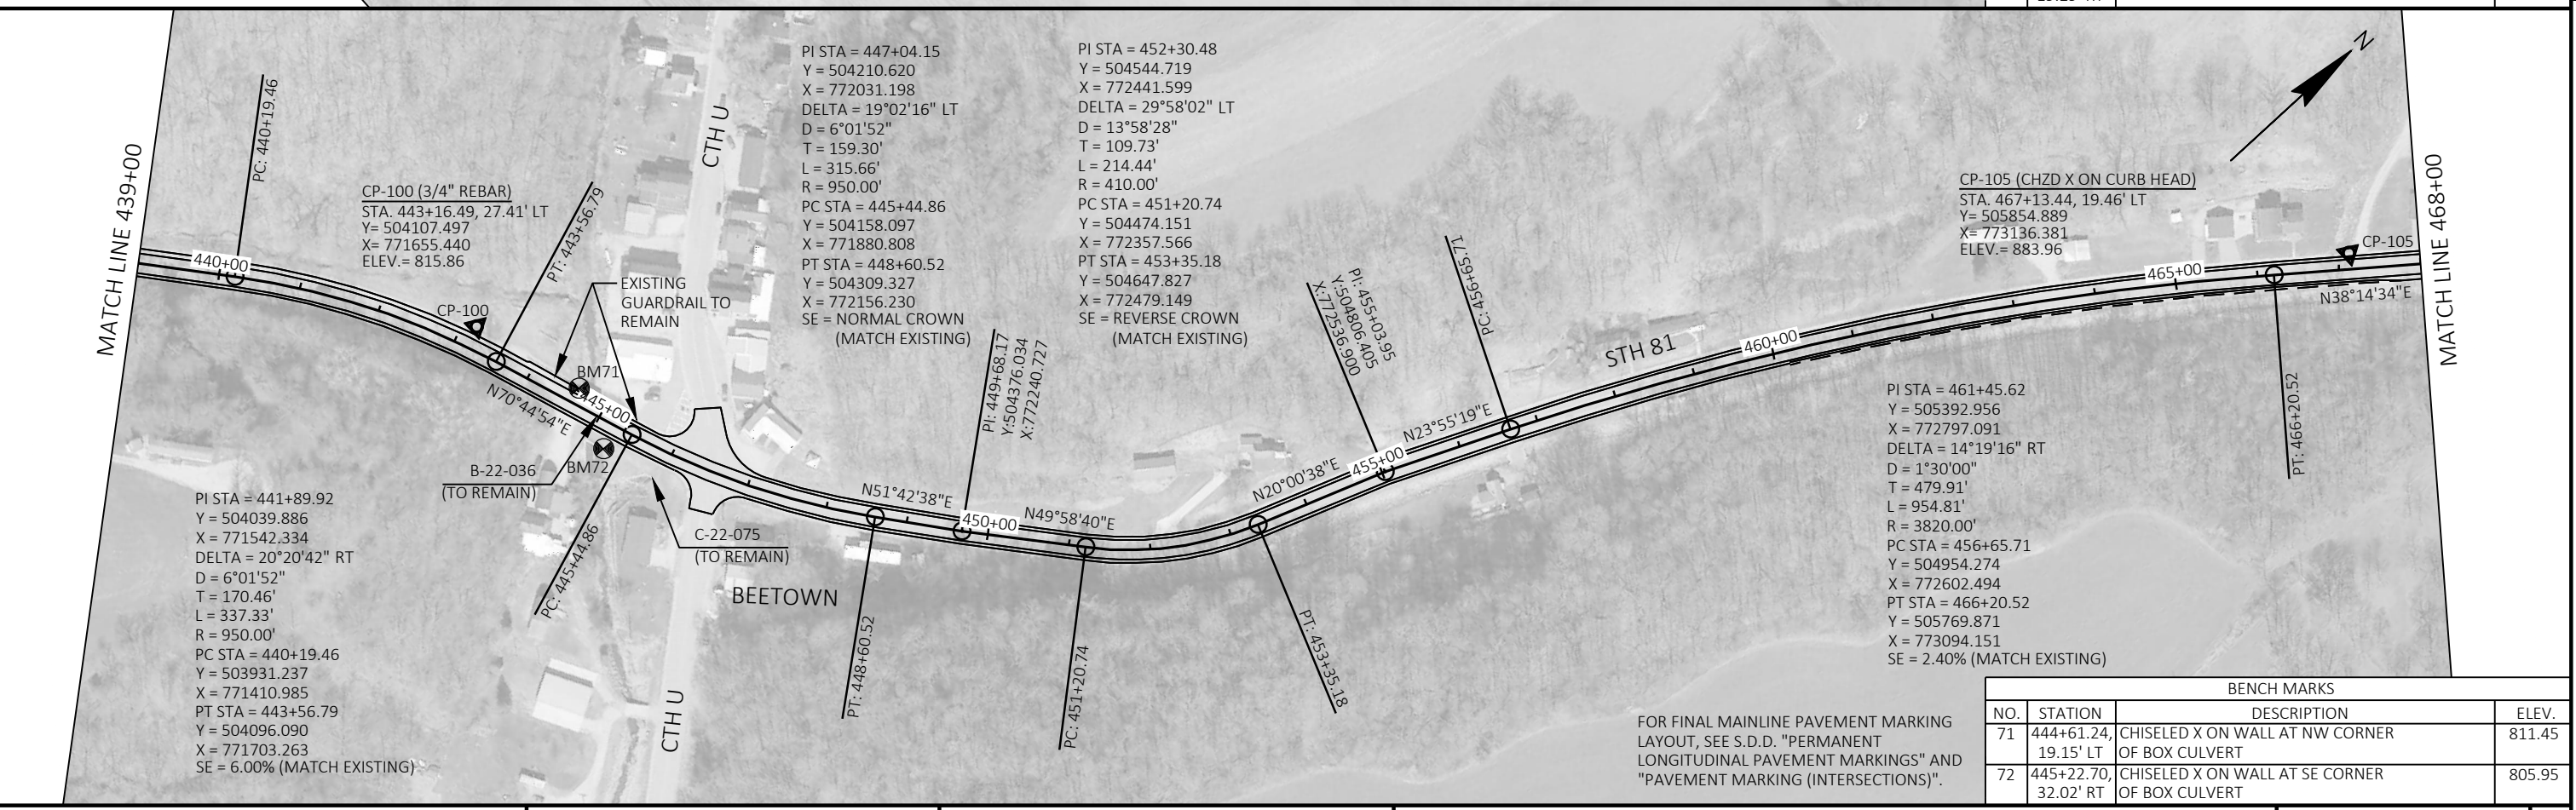 MATCH LINE 439+00
PC: 440+19.46
440+00
CP-100 (3/4" REBAR)
STA. 443+16.49, 27.41' LT
Y= 504107.497
X= 771655.440
ELEV.= 815.86
CP-100
PT: 443+56.79
EXISTING
GUARDRAIL TO
REMAIN
BM71
445+00
N70°44'54"E
BM72
B-22-036
(TO REMAIN)
PC: 445+44.86
PI STA = 441+89.92
Y = 504039.886
X = 771542.334
DELTA = 20°20'42" RT
D = 6°01'52"
T = 170.46'
L = 337.33'
R = 950.00'
PC STA = 440+19.46
Y = 503931.237
X = 771410.985
PT STA = 443+56.79
Y = 504096.090
X = 771703.263
SE = 6.00% (MATCH EXISTING)
CTH U
CTH U
C-22-075
(TO REMAIN)
BEETOWN
PI STA = 447+04.15
Y = 504210.620
X = 772031.198
DELTA = 19°02'16" LT
D = 6°01'52"
T = 159.30'
L = 315.66'
R = 950.00'
PC STA = 445+44.86
Y = 504158.097
X = 771880.808
PT STA = 448+60.52
Y = 504309.327
X = 772156.230
SE = NORMAL CROWN
(MATCH EXISTING)
N51°42'38"E
PT: 448+60.52
PI: 449+68.17
Y:504376.034
X:772240.727
450+00
N49°58'40"E
PC: 451+20.74
PI STA = 452+30.48
Y = 504544.719
X = 772441.599
DELTA = 29°58'02" LT
D = 13°58'28"
T = 109.73'
L = 214.44'
R = 410.00'
PC STA = 451+20.74
Y = 504474.151
X = 772357.566
PT STA = 453+35.18
Y = 504647.827
X = 772479.149
SE = REVERSE CROWN
(MATCH EXISTING)
N20°00'38"E
PT: 453+35.18
PI: 455+03.95
Y:504806.405
X:772536.900
455+00
N23°55'19"E
PC: 456+65.71
STH 81
460+00
CP-105 (CHZD X ON CURB HEAD)
STA. 467+13.44, 19.46' LT
Y= 505854.889
X= 773136.381
ELEV.= 883.96
N
465+00
CP-105
N38°14'34"E
MATCH LINE 468+00
PT: 466+20.52
PI STA = 461+45.62
Y = 505392.956
X = 772797.091
DELTA = 14°19'16" RT
D = 1°30'00"
T = 479.91'
L = 954.81'
R = 3820.00'
PC STA = 456+65.71
Y = 504954.274
X = 772602.494
PT STA = 466+20.52
Y = 505769.871
X = 773094.151
SE = 2.40% (MATCH EXISTING)
FOR FINAL MAINLINE PAVEMENT MARKING
LAYOUT, SEE S.D.D. "PERMANENT
LONGITUDINAL PAVEMENT MARKINGS" AND
"PAVEMENT MARKING (INTERSECTIONS)".
BENCH MARKS
NO. STATION DESCRIPTION ELEV.
71 444+61.24, CHISELED X ON WALL AT NW CORNER 811.45
19.15' LT OF BOX CULVERT
72 445+22.70, CHISELED X ON WALL AT SE CORNER 805.95
32.02' RT OF BOX CULVERT